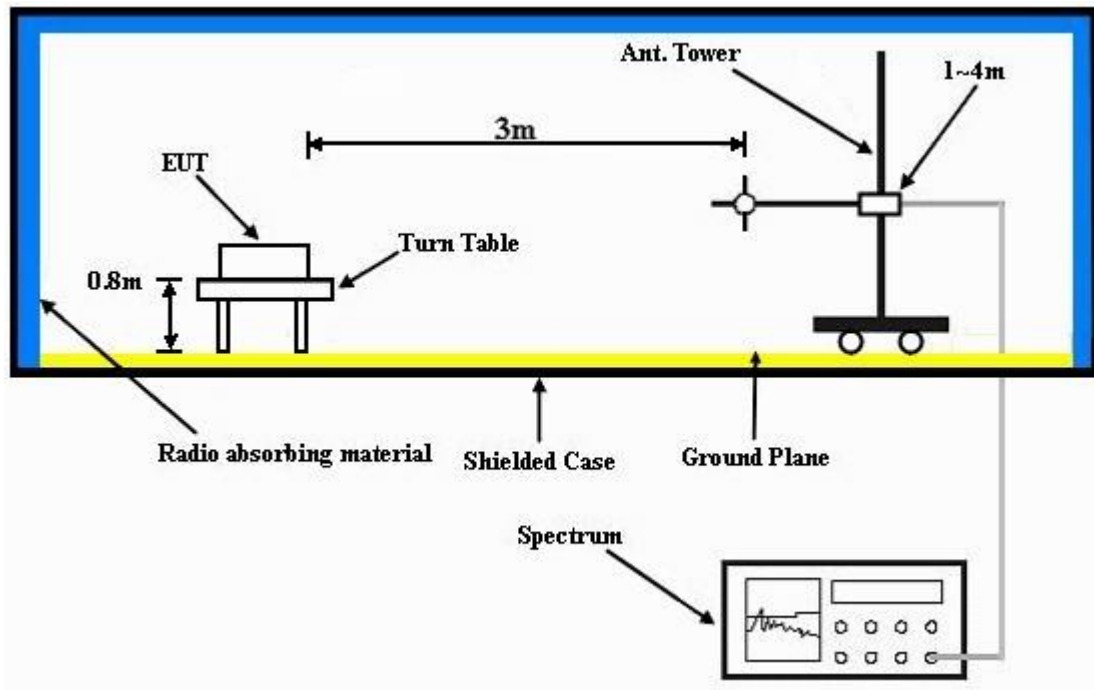 Ant. Tower
1~4m
3m
EUT
Turn Table
0.8m
Radio absorbing material
Shielded Case
Ground Plane
Spectrum